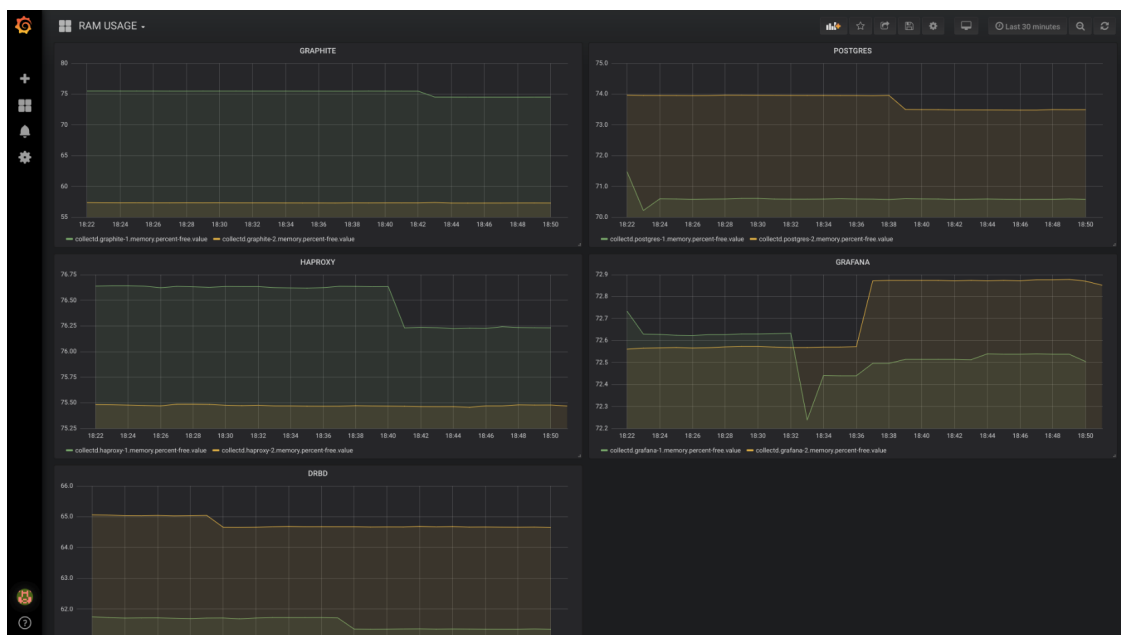 RAM USAGE
Last 30 minutes
GRAPHITE
80
75
70
65
60
55
18:22 18:24 18:26 18:28 18:30 18:32 18:34 18:36 18:38 18:40 18:42 18:44 18:46 18:48 18:50
collectd.graphite-1.memory.percent-free.value collectd.graphite-2.memory.percent-free.value
POSTGRES
75.0
74.0
73.0
72.0
71.0
70.0
18:22 18:24 18:26 18:28 18:30 18:32 18:34 18:36 18:38 18:40 18:42 18:44 18:46 18:48 18:50
collectd.postgres-1.memory.percent-free.value collectd.postgres-2.memory.percent-free.value
HAPROXY
76.75
76.50
76.25
76.00
75.75
75.50
75.25
18:22 18:24 18:26 18:28 18:30 18:32 18:34 18:36 18:38 18:40 18:42 18:44 18:46 18:48 18:50
collectd.haproxy-1.memory.percent-free.value collectd.haproxy-2.memory.percent-free.value
GRAFANA
72.9
72.8
72.7
72.6
72.5
72.4
72.3
72.2
18:22 18:24 18:26 18:28 18:30 18:32 18:34 18:36 18:38 18:40 18:42 18:44 18:46 18:48 18:50
collectd.grafana-1.memory.percent-free.value collectd.grafana-2.memory.percent-free.value
DRBD
66.0
65.0
64.0
63.0
62.0